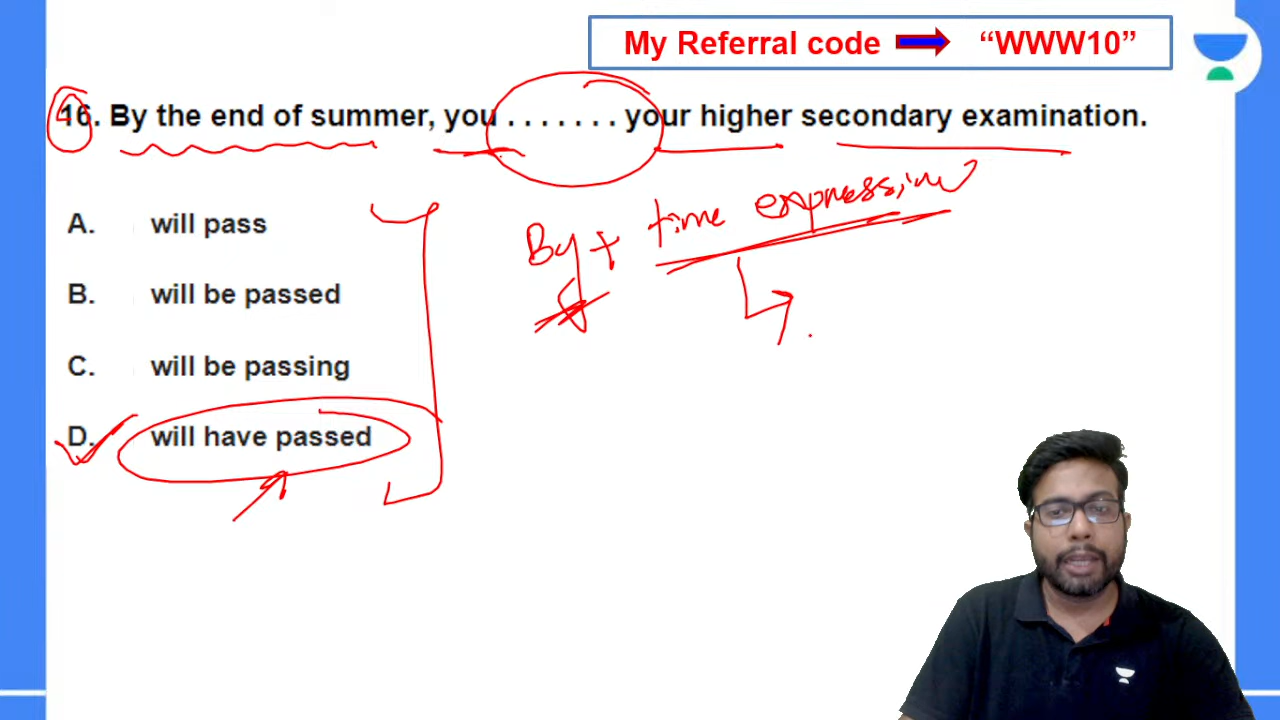 My Referral code “WWW10”
16. By the end of summer, you . . . . . . . your higher secondary examination.
By + time expression
A. will pass
B. will be passed
C. will be passing
D. will have passed